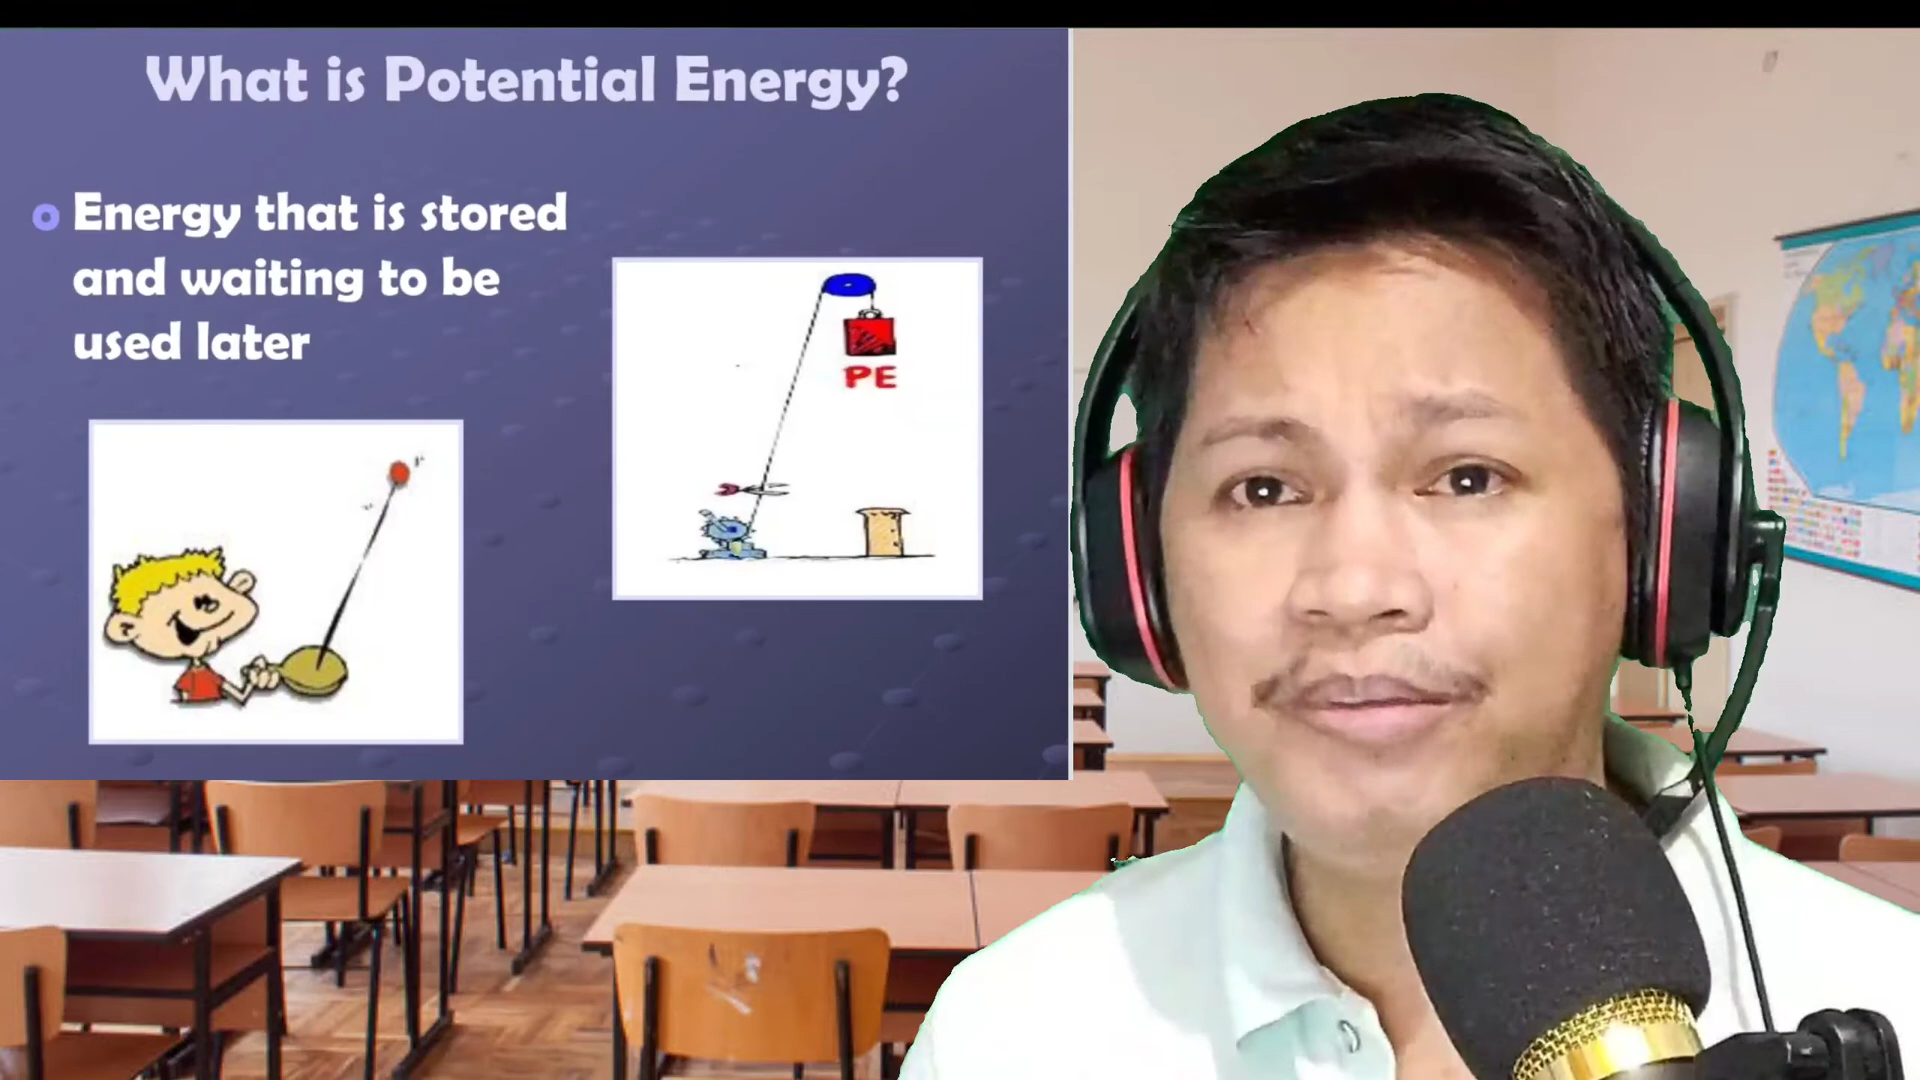 What is Potential Energy?
Energy that is stored
and waiting to be
used later
PE